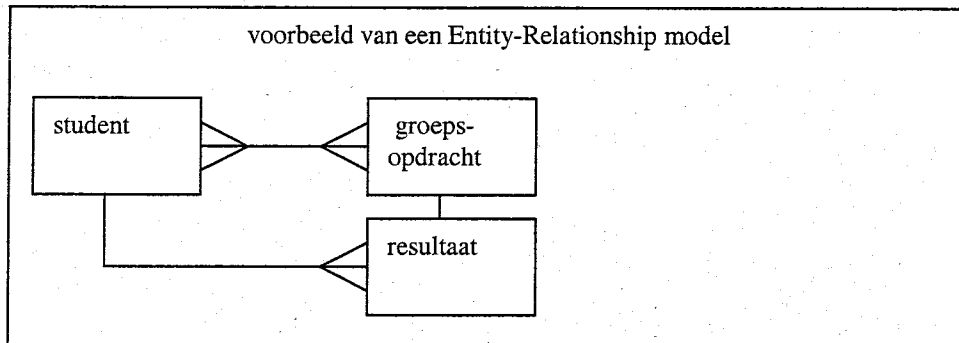 voorbeeld van een Entity-Relationship model
student
groeps-
opdracht
resultaat